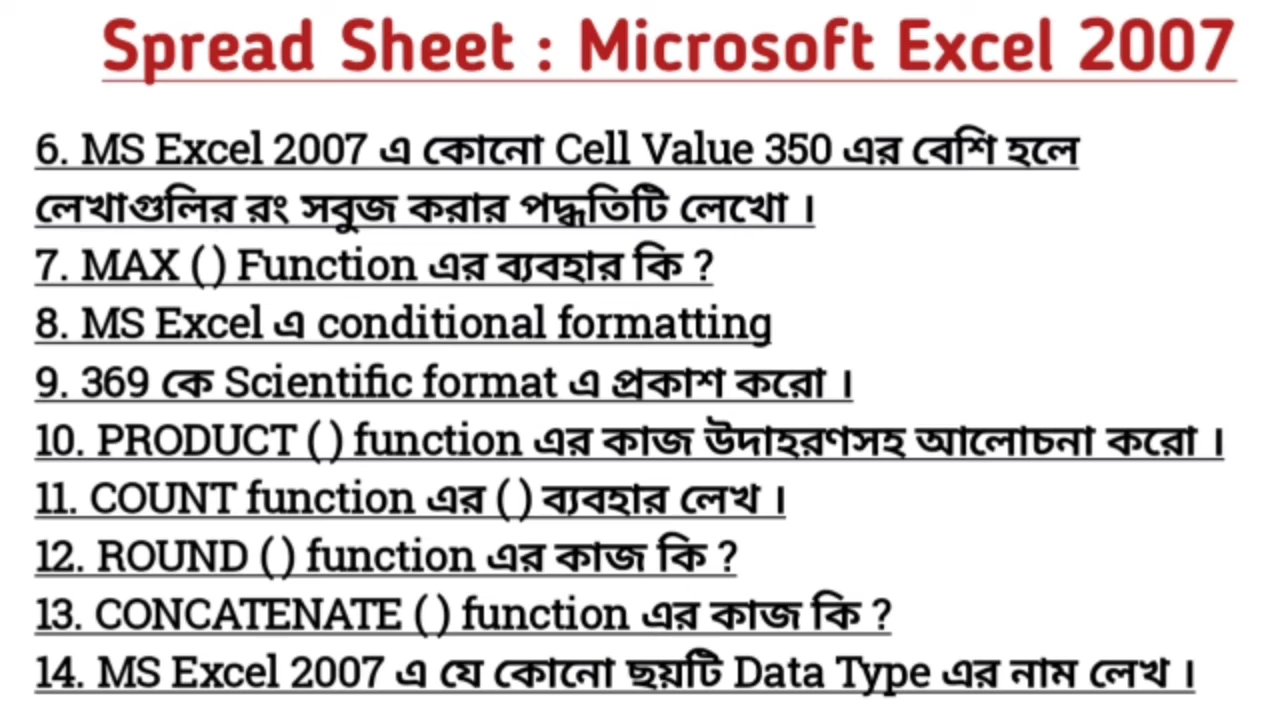 Spread Sheet : Microsoft Excel 2007
6. MS Excel 2007 এ কোনো Cell Value 350 এর বেশি হলে
লেখাগুলির রং সবুজ করার পদ্ধতিটি লেখো ।
7. MAX ( ) Function এর ব্যবহার কি ?
8. MS Excel এ conditional formatting
9. 369 কে Scientific format এ প্রকাশ করো ।
10. PRODUCT ( ) function এর কাজ উদাহরণসহ আলোচনা করো ।
11. COUNT function এর ( ) ব্যবহার লেখ ।
12. ROUND ( ) function এর কাজ কি ?
13. CONCATENATE ( ) function এর কাজ কি ?
14. MS Excel 2007 এ যে কোনো ছয়টি Data Type এর নাম লেখ ।